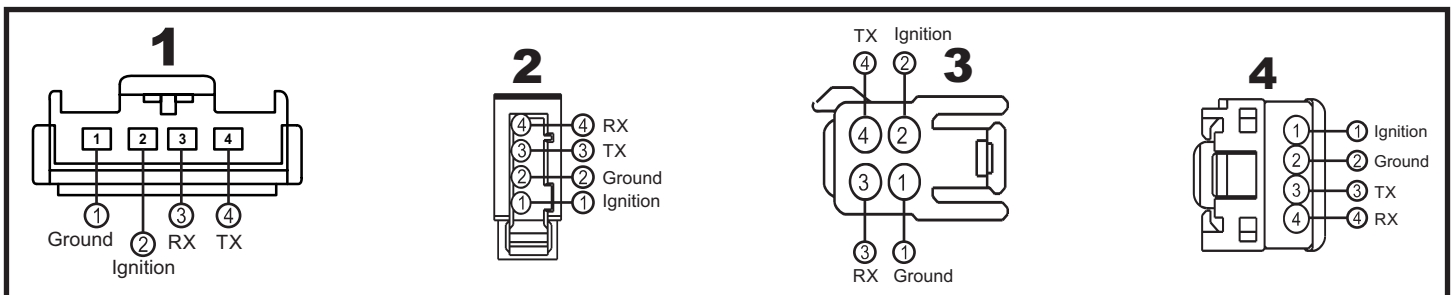 1
1 2 3 4
1 2 3 4
Ground Ignition RX TX
2
4 4 RX
3 3 TX
2 2 Ground
1 1 Ignition
TX Ignition
4 2
3
4 2
3 1
3 1
RX Ground
4
1 1 Ignition
2 2 Ground
3 3 TX
4 4 RX